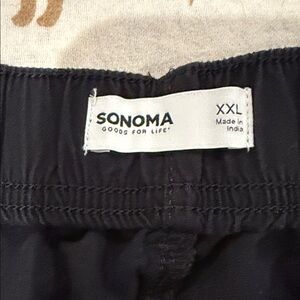 SONOMA
GOODS FOR LIFE®
XXL
Made in
India